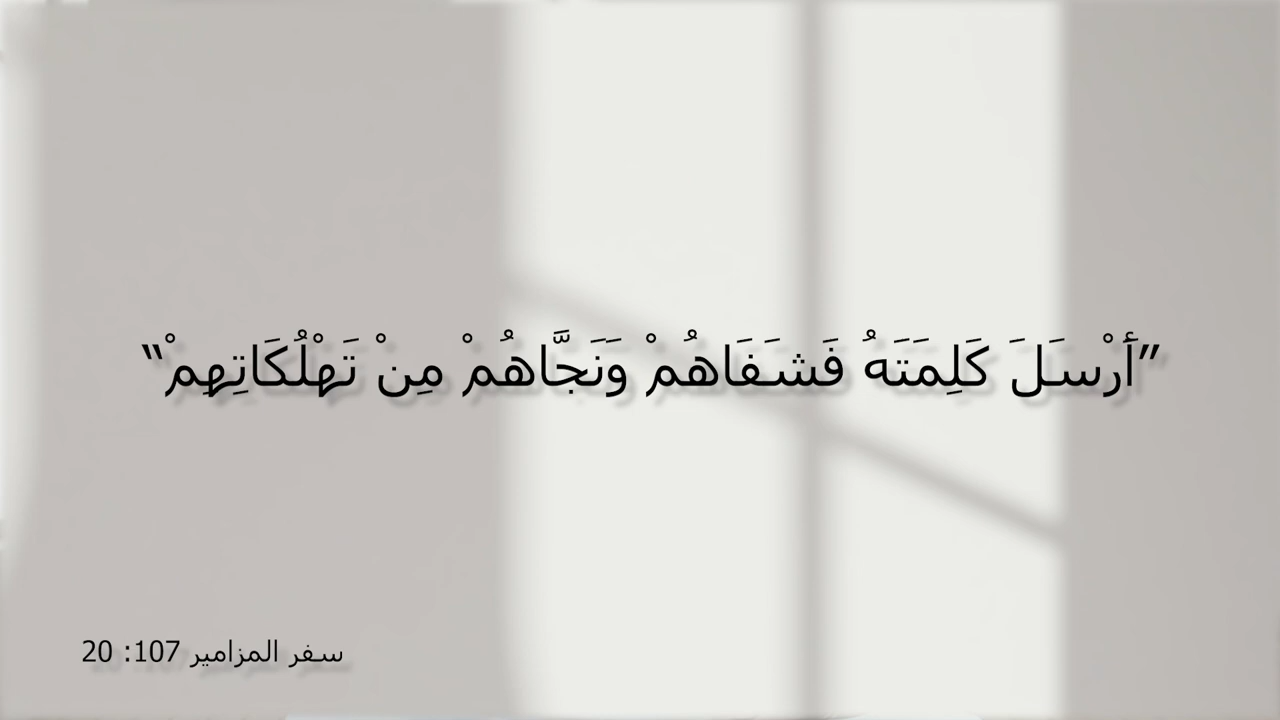 ”أَرْسَلَ كَلِمَتَهُ فَشَفَاهُمْ وَنَجَّاهُمْ مِنْ تَهْلُكَاتِهِمْ“
سفر المزامير 107: 20